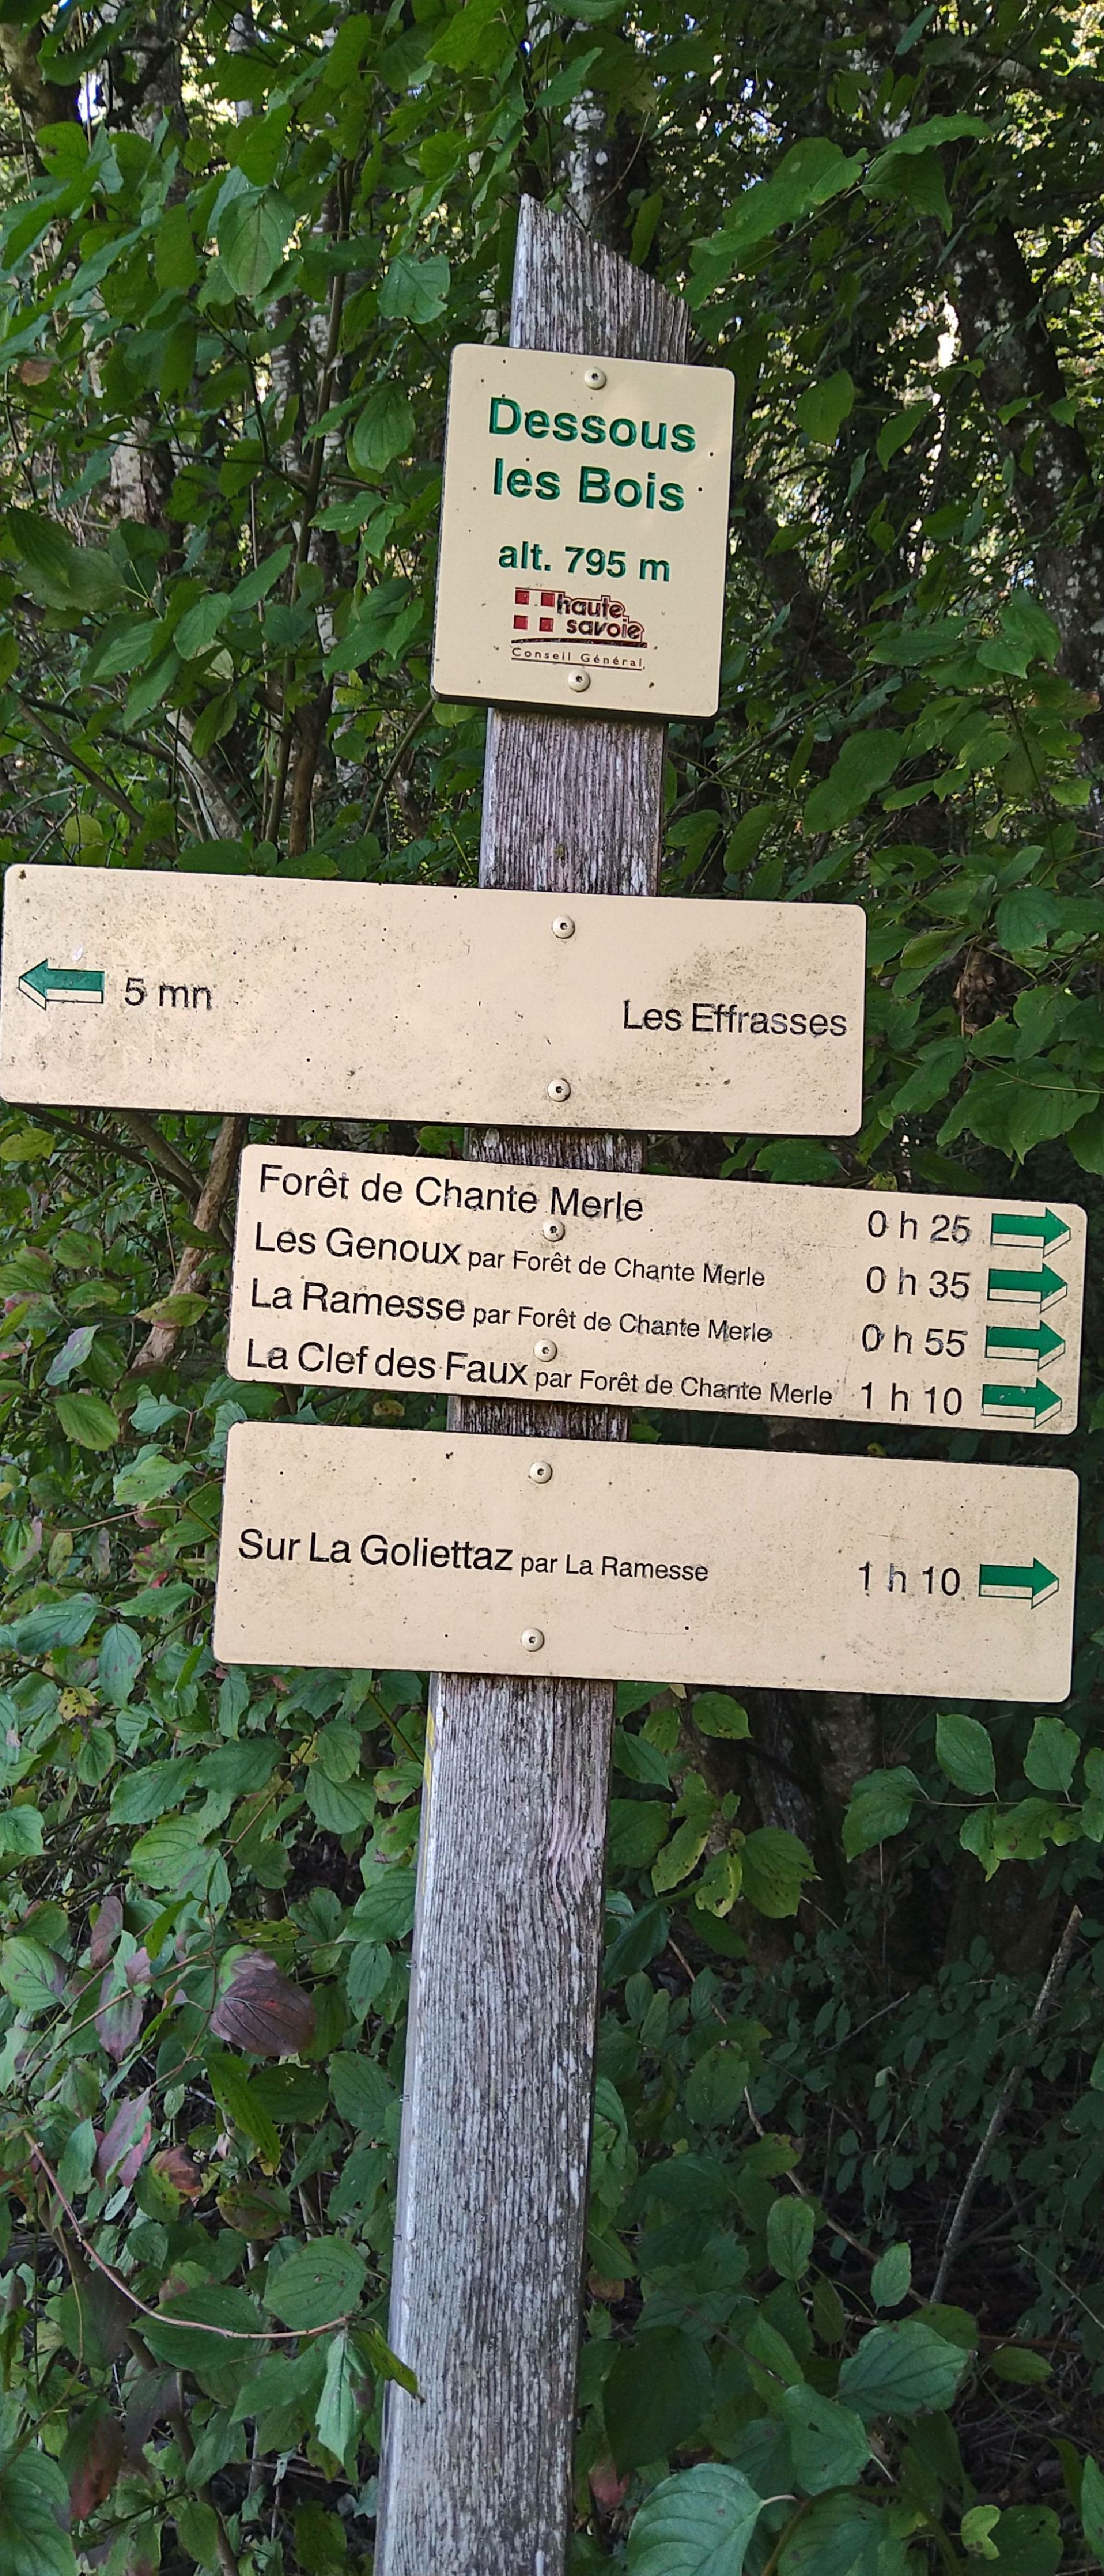 Dessous
les Bois
alt. 795 m
haute
savoie
Conseil Général
5 mn Les Effrasses
Forêt de Chante Merle 0 h 25
Les Genoux par Forêt de Chante Merle 0 h 35
La Ramesse par Forêt de Chante Merle 0 h 55
La Clef des Faux par Forêt de Chante Merle 1 h 10
Sur La Goliettaz par La Ramesse 1 h 10